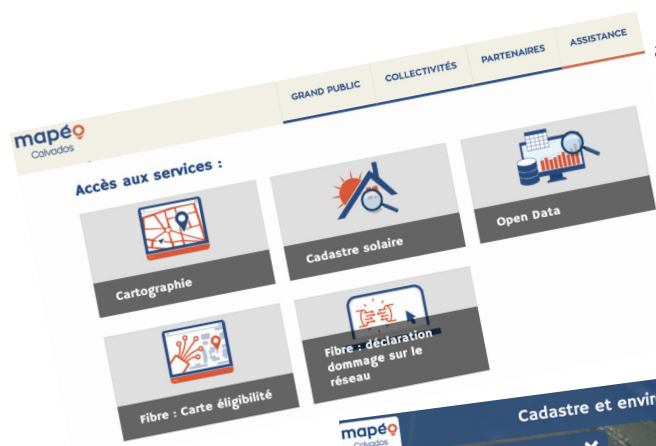 mapéo
Calvados
GRAND PUBLIC
COLLECTIVITÉS
PARTENAIRES
ASSISTANCE
Accès aux services :
Cartographie
Cadastre solaire
Open Data
Fibre : Carte éligibilité
Fibre : déclaration
dommage sur le
réseau
mapéo
Calvados
Cadastre et